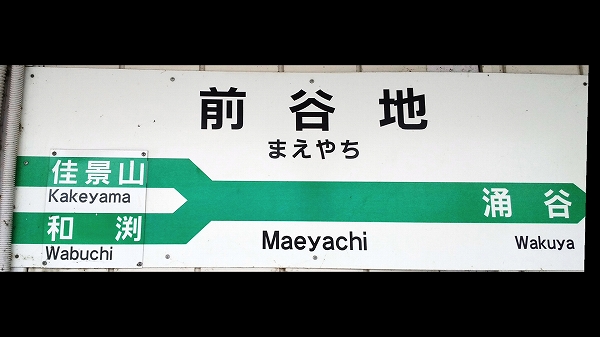 前谷地
まえやち
佳景山
Kakeyama
和渕
Wabuchi
Maeyachi
涌谷
Wakuya